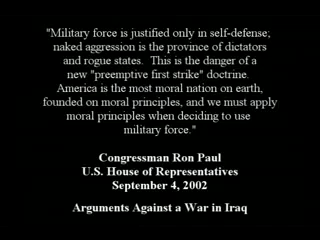 "Military force is justified only in self-defense;
naked aggression is the province of dictators
and rogue states.  This is the danger of a
new "preemptive first strike" doctrine.
America is the most moral nation on earth,
founded on moral principles, and we must apply
moral principles when deciding to use
military force."
Congressman Ron Paul
U.S. House of Representatives
September 4, 2002
Arguments Against a War in Iraq